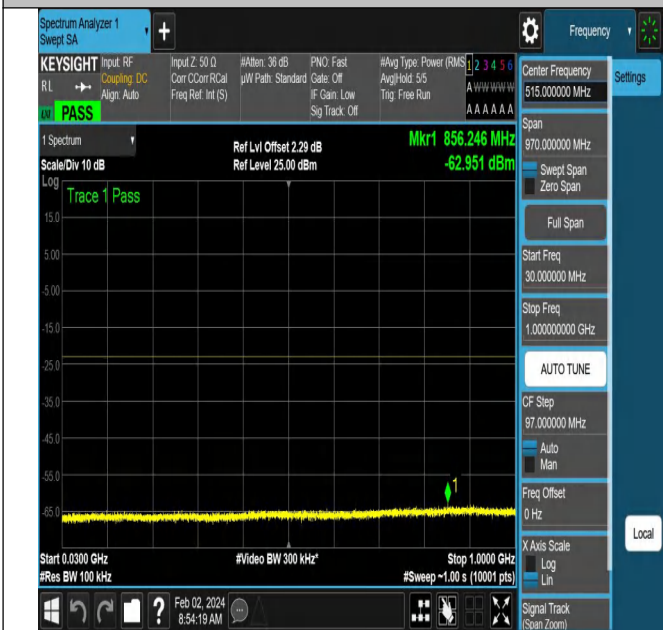 Spectrum Analyzer 1
Swept SA
+
Frequency
KEYSIGHT
Input: RF
Coupling: DC
Align: Auto
Input Z: 50 Ω
Corr CCorr RCal
Freq Ref: Int (S)
#Atten: 36 dB
µW Path: Standard
PNO: Fast
Gate: Off
IF Gain: Low
Sig Track: Off
#Avg Type: Power (RMS
Avg|Hold: 5/5
Trig: Free Run
1 2 3 4 5 6
A W W W W W
A A A A A A
RL
LXI
PASS
1 Spectrum
Scale/Div 10 dB
Ref Lvl Offset 2.29 dB
Ref Level 25.00 dBm
Mkr1 856.246 MHz
-62.951 dBm
Log
Trace 1 Pass
15.0
5.00
-5.00
-15.0
-25.0
-35.0
-45.0
-55.0
-65.0
1
Start 0.0300 GHz
#Res BW 100 kHz
#Video BW 300 kHz*
Stop 1.0000 GHz
#Sweep ~1.00 s (10001 pts)
?
Feb 02, 2024
8:54:19 AM
Center Frequency
515.000000 MHz
Settings
Span
970.000000 MHz
Swept Span
Zero Span
Full Span
Start Freq
30.000000 MHz
Stop Freq
1.000000000 GHz
AUTO TUNE
CF Step
97.000000 MHz
Auto
Man
Freq Offset
0 Hz
X Axis Scale
Log
Lin
Local
Signal Track
(Span Zoom)